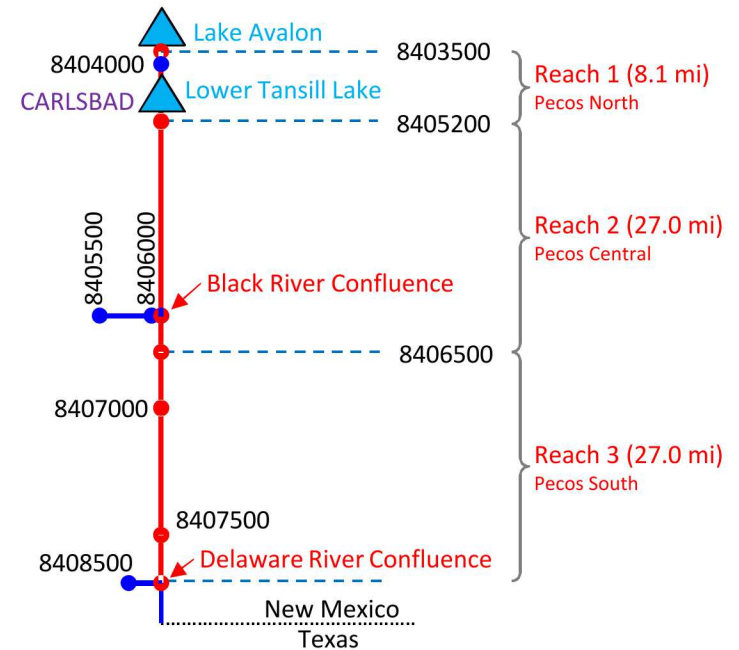 Lake Avalon
8403500
8404000
Reach 1 (8.1 mi)
Lower Tansill Lake
CARLSBAD
Pecos North
8405200
8405500
8406000
Reach 2 (27.0 mi)
Pecos Central
Black River Confluence
8406500
8407000
Reach 3 (27.0 mi)
Pecos South
8407500
8408500
Delaware River Confluence
New Mexico
Texas